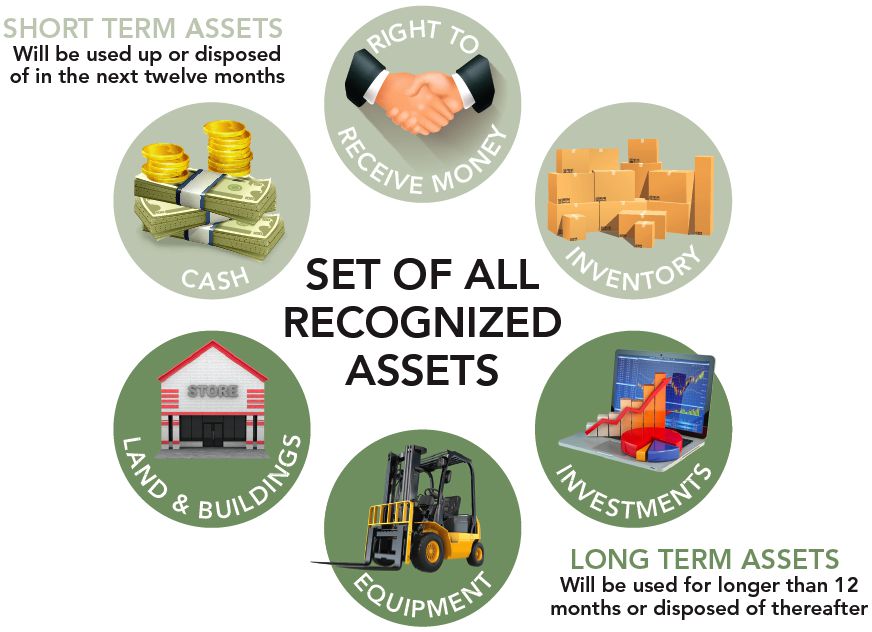 SHORT TERM ASSETS
Will be used up or disposed
of in the next twelve months
RIGHT TO
RECEIVE MONEY
CASH
INVENTORY
SET OF ALL
RECOGNIZED
ASSETS
STORE
LAND & BUILDINGS
EQUIPMENT
INVESTMENTS
LONG TERM ASSETS
Will be used for longer than 12
months or disposed of thereafter